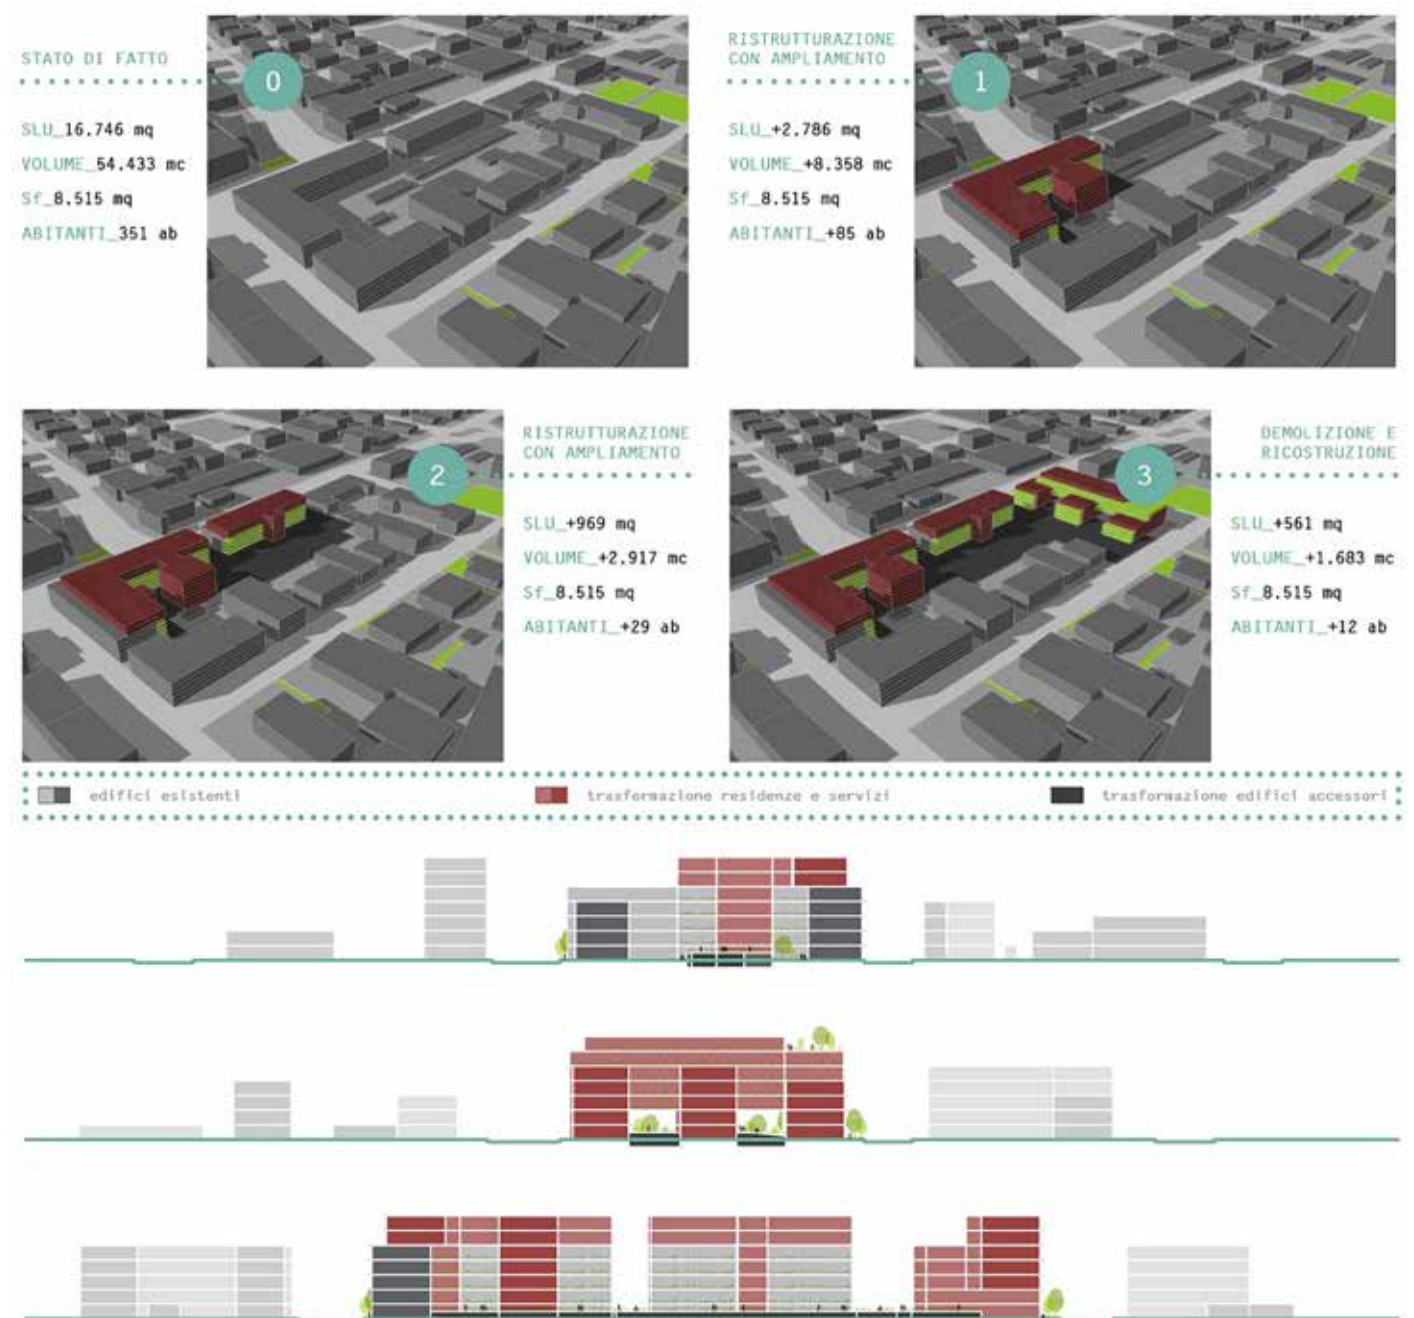 STATO DI FATTO
0
SLU_16.746 mq
VOLUME_54.433 mc
Sf_8.515 mq
ABITANTI_351 ab
RISTRUTTURAZIONE
CON AMPLIAMENTO
1
SLU_+2.786 mq
VOLUME_+8.358 mc
Sf_8.515 mq
ABITANTI_+85 ab
2
RISTRUTTURAZIONE
CON AMPLIAMENTO
SLU_+969 mq
VOLUME_+2.917 mc
Sf_8.515 mq
ABITANTI_+29 ab
3
DEMOLIZIONE E
RICOSTRUZIONE
SLU_+561 mq
VOLUME_+1.683 mc
Sf_8.515 mq
ABITANTI_+12 ab
edifici esistenti
trasformazione residenze e servizi
trasformazione edifici accessori